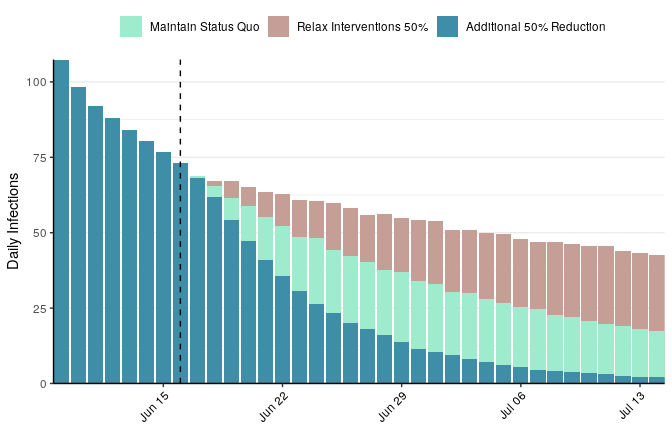 Maintain Status Quo Relax Interventions 50% Additional 50% Reduction
Daily Infections
100
75
50
25
0
Jun 15 Jun 22 Jun 29 Jul 06 Jul 13